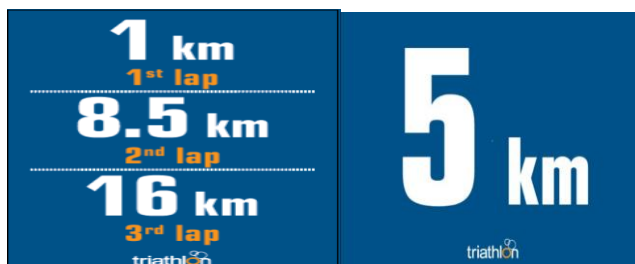 1 km
1st lap
8.5 km
2nd lap
16 km
3rd lap
triathlon
5 km
triathlon